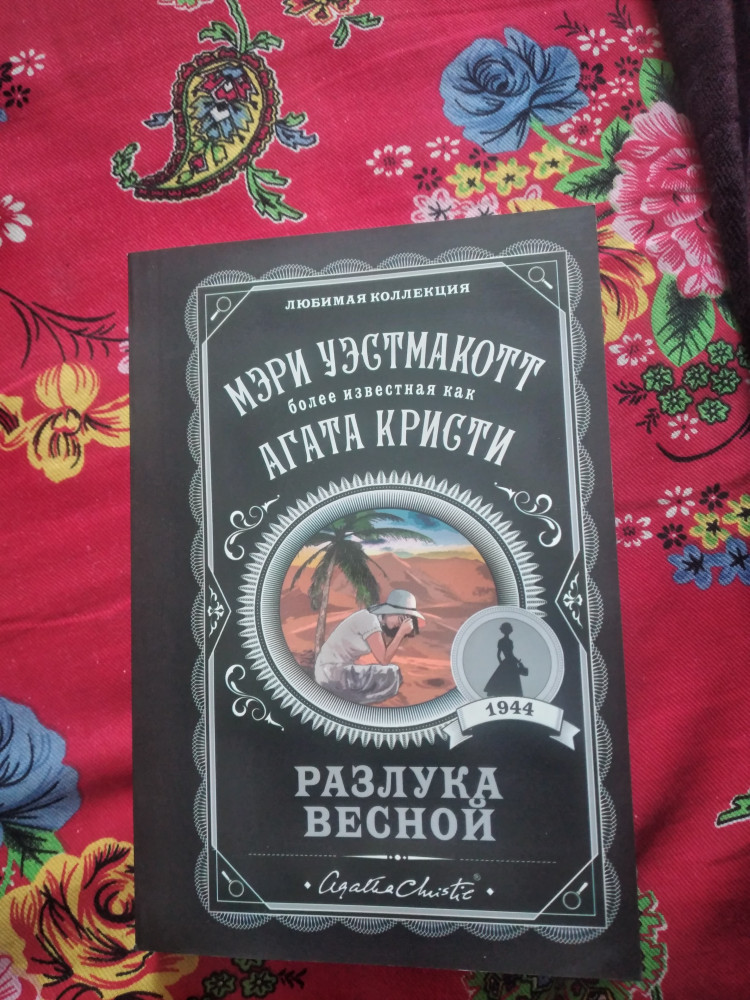 ЛЮБИМАЯ КОЛЛЕКЦИЯ
МЭРИ УЭСТМАКОТТ
более известная как
АГАТА КРИСТИ
1944
РАЗЛУКА
ВЕСНОЙ
Agatha Christie®